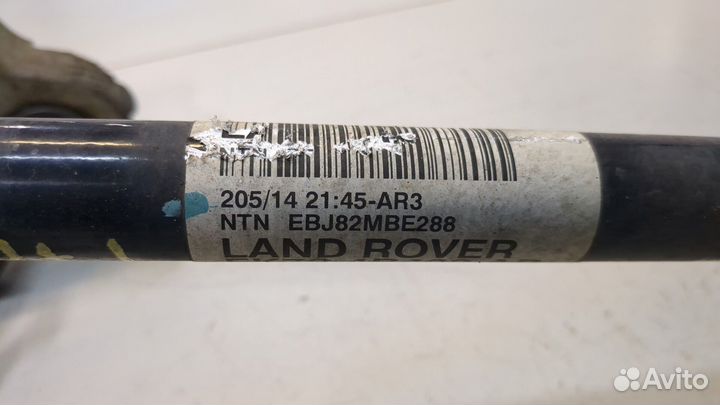 205/14 21:45-AR3
NTN EBJ82MBE288
LAND ROVER
Avito